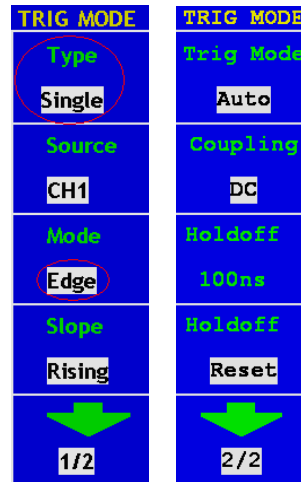 TRIG MODE
Type
Single
Source
CH1
Mode
Edge
Slope
Rising
1/2
TRIG MODE
Trig Mode
Auto
Coupling
DC
Holdoff
100ns
Holdoff
Reset
2/2